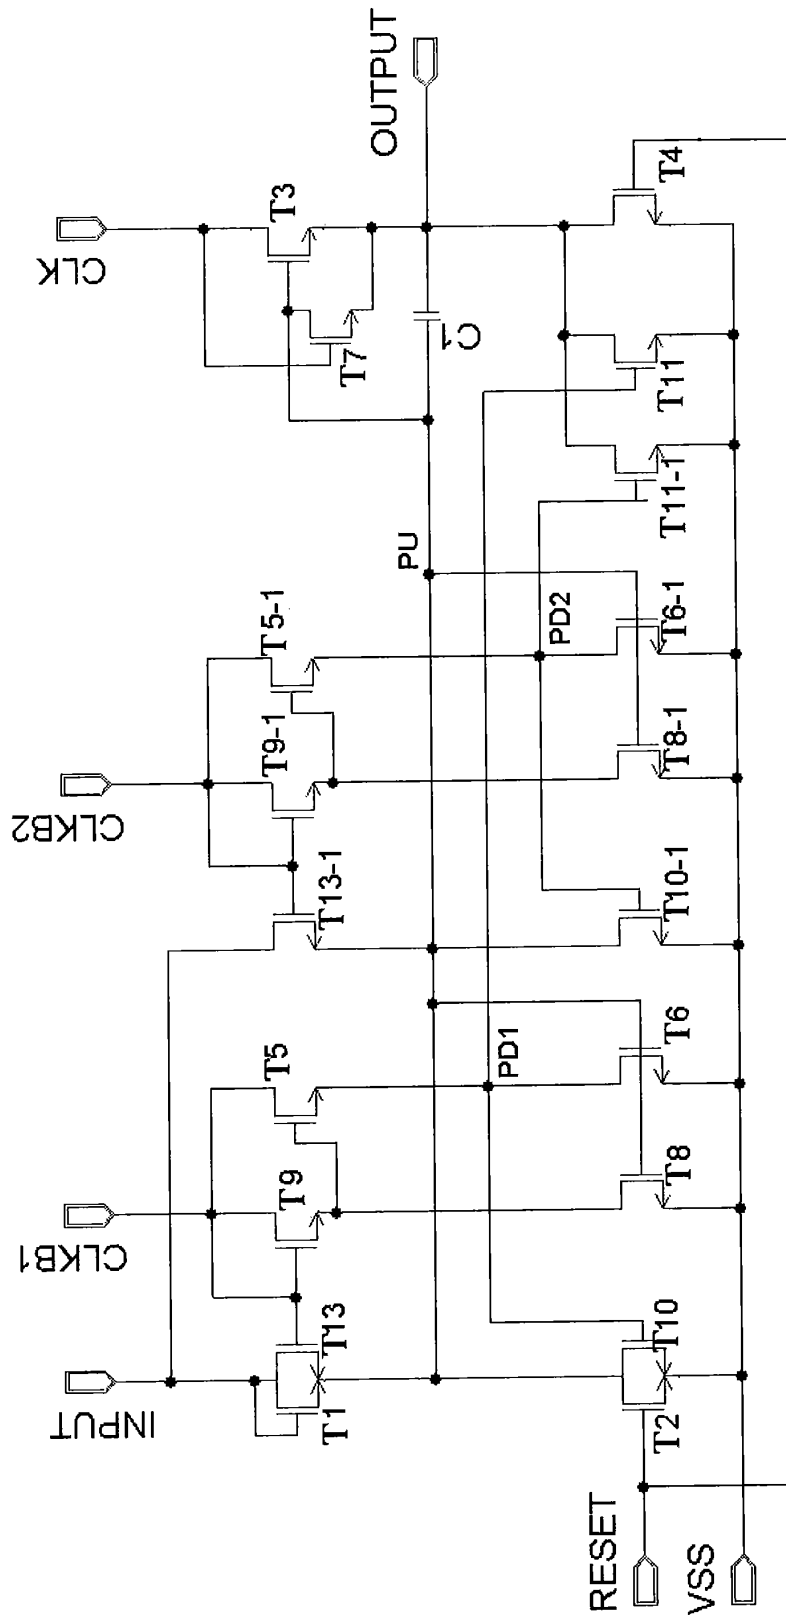 INPUT
CLKB1
CLKB2
CLK
T1
T13
T9
T5
T13-1
T9-1
T5-1
T7
T3
PU
C1
OUTPUT
PD1
PD2
T2
T10
T8
T6
T10-1
T8-1
T6-1
T11-1
T11
T4
RESET
VSS